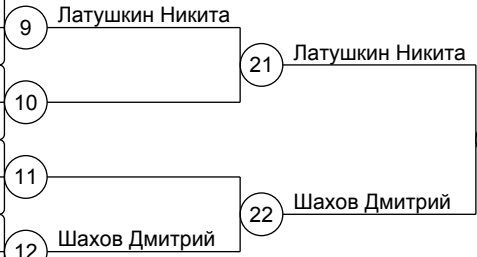 9 Латушкин Никита
21 Латушкин Никита
10
11
22 Шахов Дмитрий
12 Шахов Дмитрий